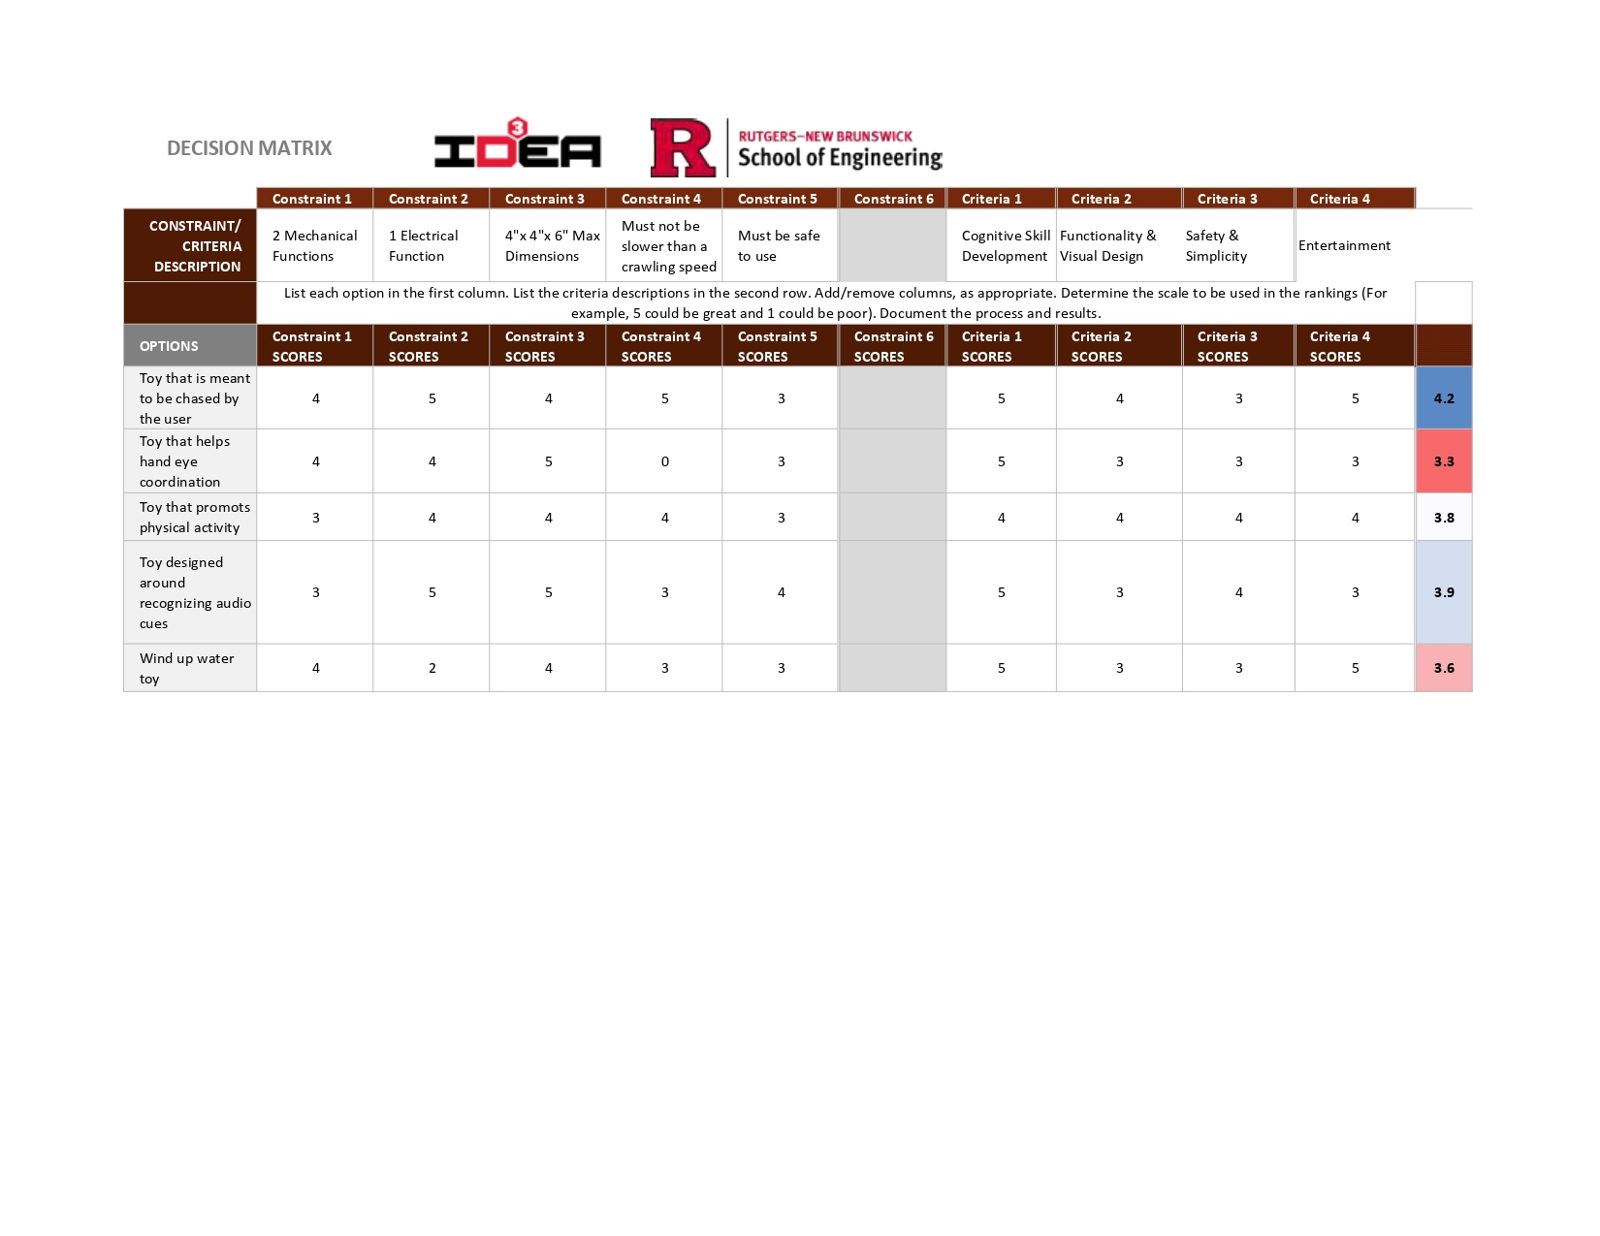 DECISION MATRIX
ID3EA
R
RUTGERS–NEW BRUNSWICK
School of Engineering
Constraint 1 Constraint 2 Constraint 3 Constraint 4 Constraint 5 Constraint 6 Criteria 1 Criteria 2 Criteria 3 Criteria 4
CONSTRAINT/
CRITERIA
DESCRIPTION
2 Mechanical
Functions
1 Electrical
Function
4"x 4"x 6" Max
Dimensions
Must not be
slower than a
crawling speed
Must be safe
to use
Cognitive Skill
Development
Functionality &
Visual Design
Safety &
Simplicity
Entertainment
List each option in the first column. List the criteria descriptions in the second row. Add/remove columns, as appropriate. Determine the scale to be used in the rankings (For
example, 5 could be great and 1 could be poor). Document the process and results.
OPTIONS
Constraint 1
SCORES
Constraint 2
SCORES
Constraint 3
SCORES
Constraint 4
SCORES
Constraint 5
SCORES
Constraint 6
SCORES
Criteria 1
SCORES
Criteria 2
SCORES
Criteria 3
SCORES
Criteria 4
SCORES
Toy that is meant
to be chased by
the user
4 5 4 5 3 5 4 3 5 4.2
Toy that helps
hand eye
coordination
4 4 5 0 3 5 3 3 3 3.3
Toy that promots
physical activity
3 4 4 4 3 4 4 4 4 3.8
Toy designed
around
recognizing audio
cues
3 5 5 3 4 5 3 4 3 3.9
Wind up water
toy
4 2 4 3 3 5 3 3 5 3.6